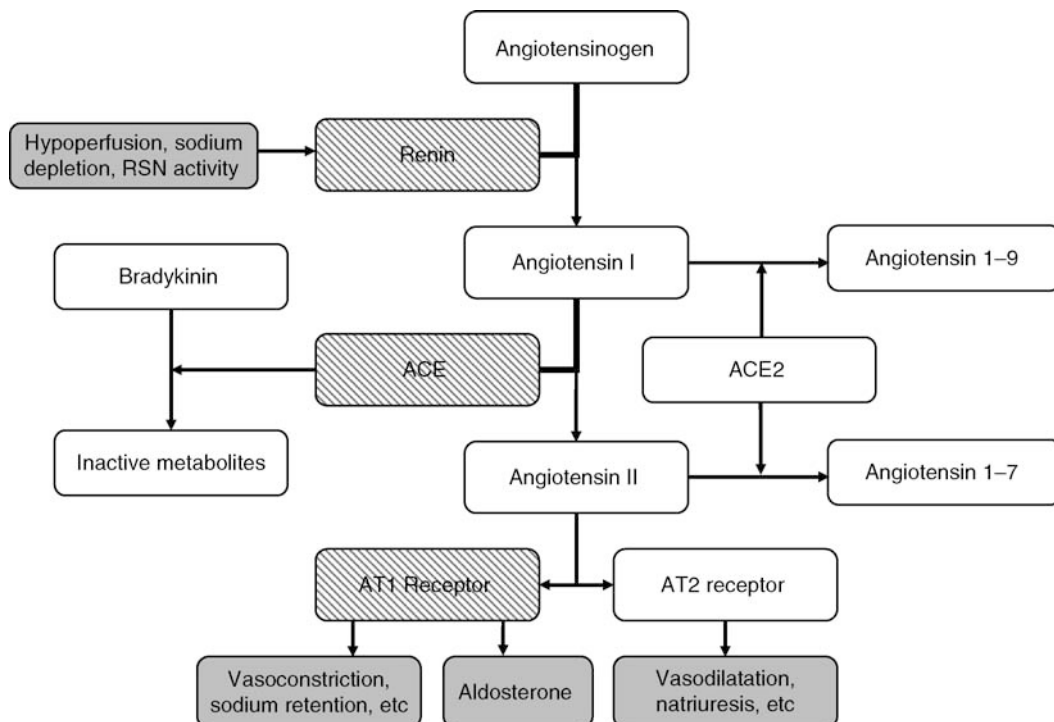 Angiotensinogen
Hypoperfusion, sodium
depletion, RSN activity
Renin
Angiotensin I
Angiotensin 1–9
Bradykinin
ACE
ACE2
Inactive metabolites
Angiotensin II
Angiotensin 1–7
AT1 Receptor
AT2 receptor
Vasoconstriction,
sodium retention, etc
Aldosterone
Vasodilatation,
natriuresis, etc